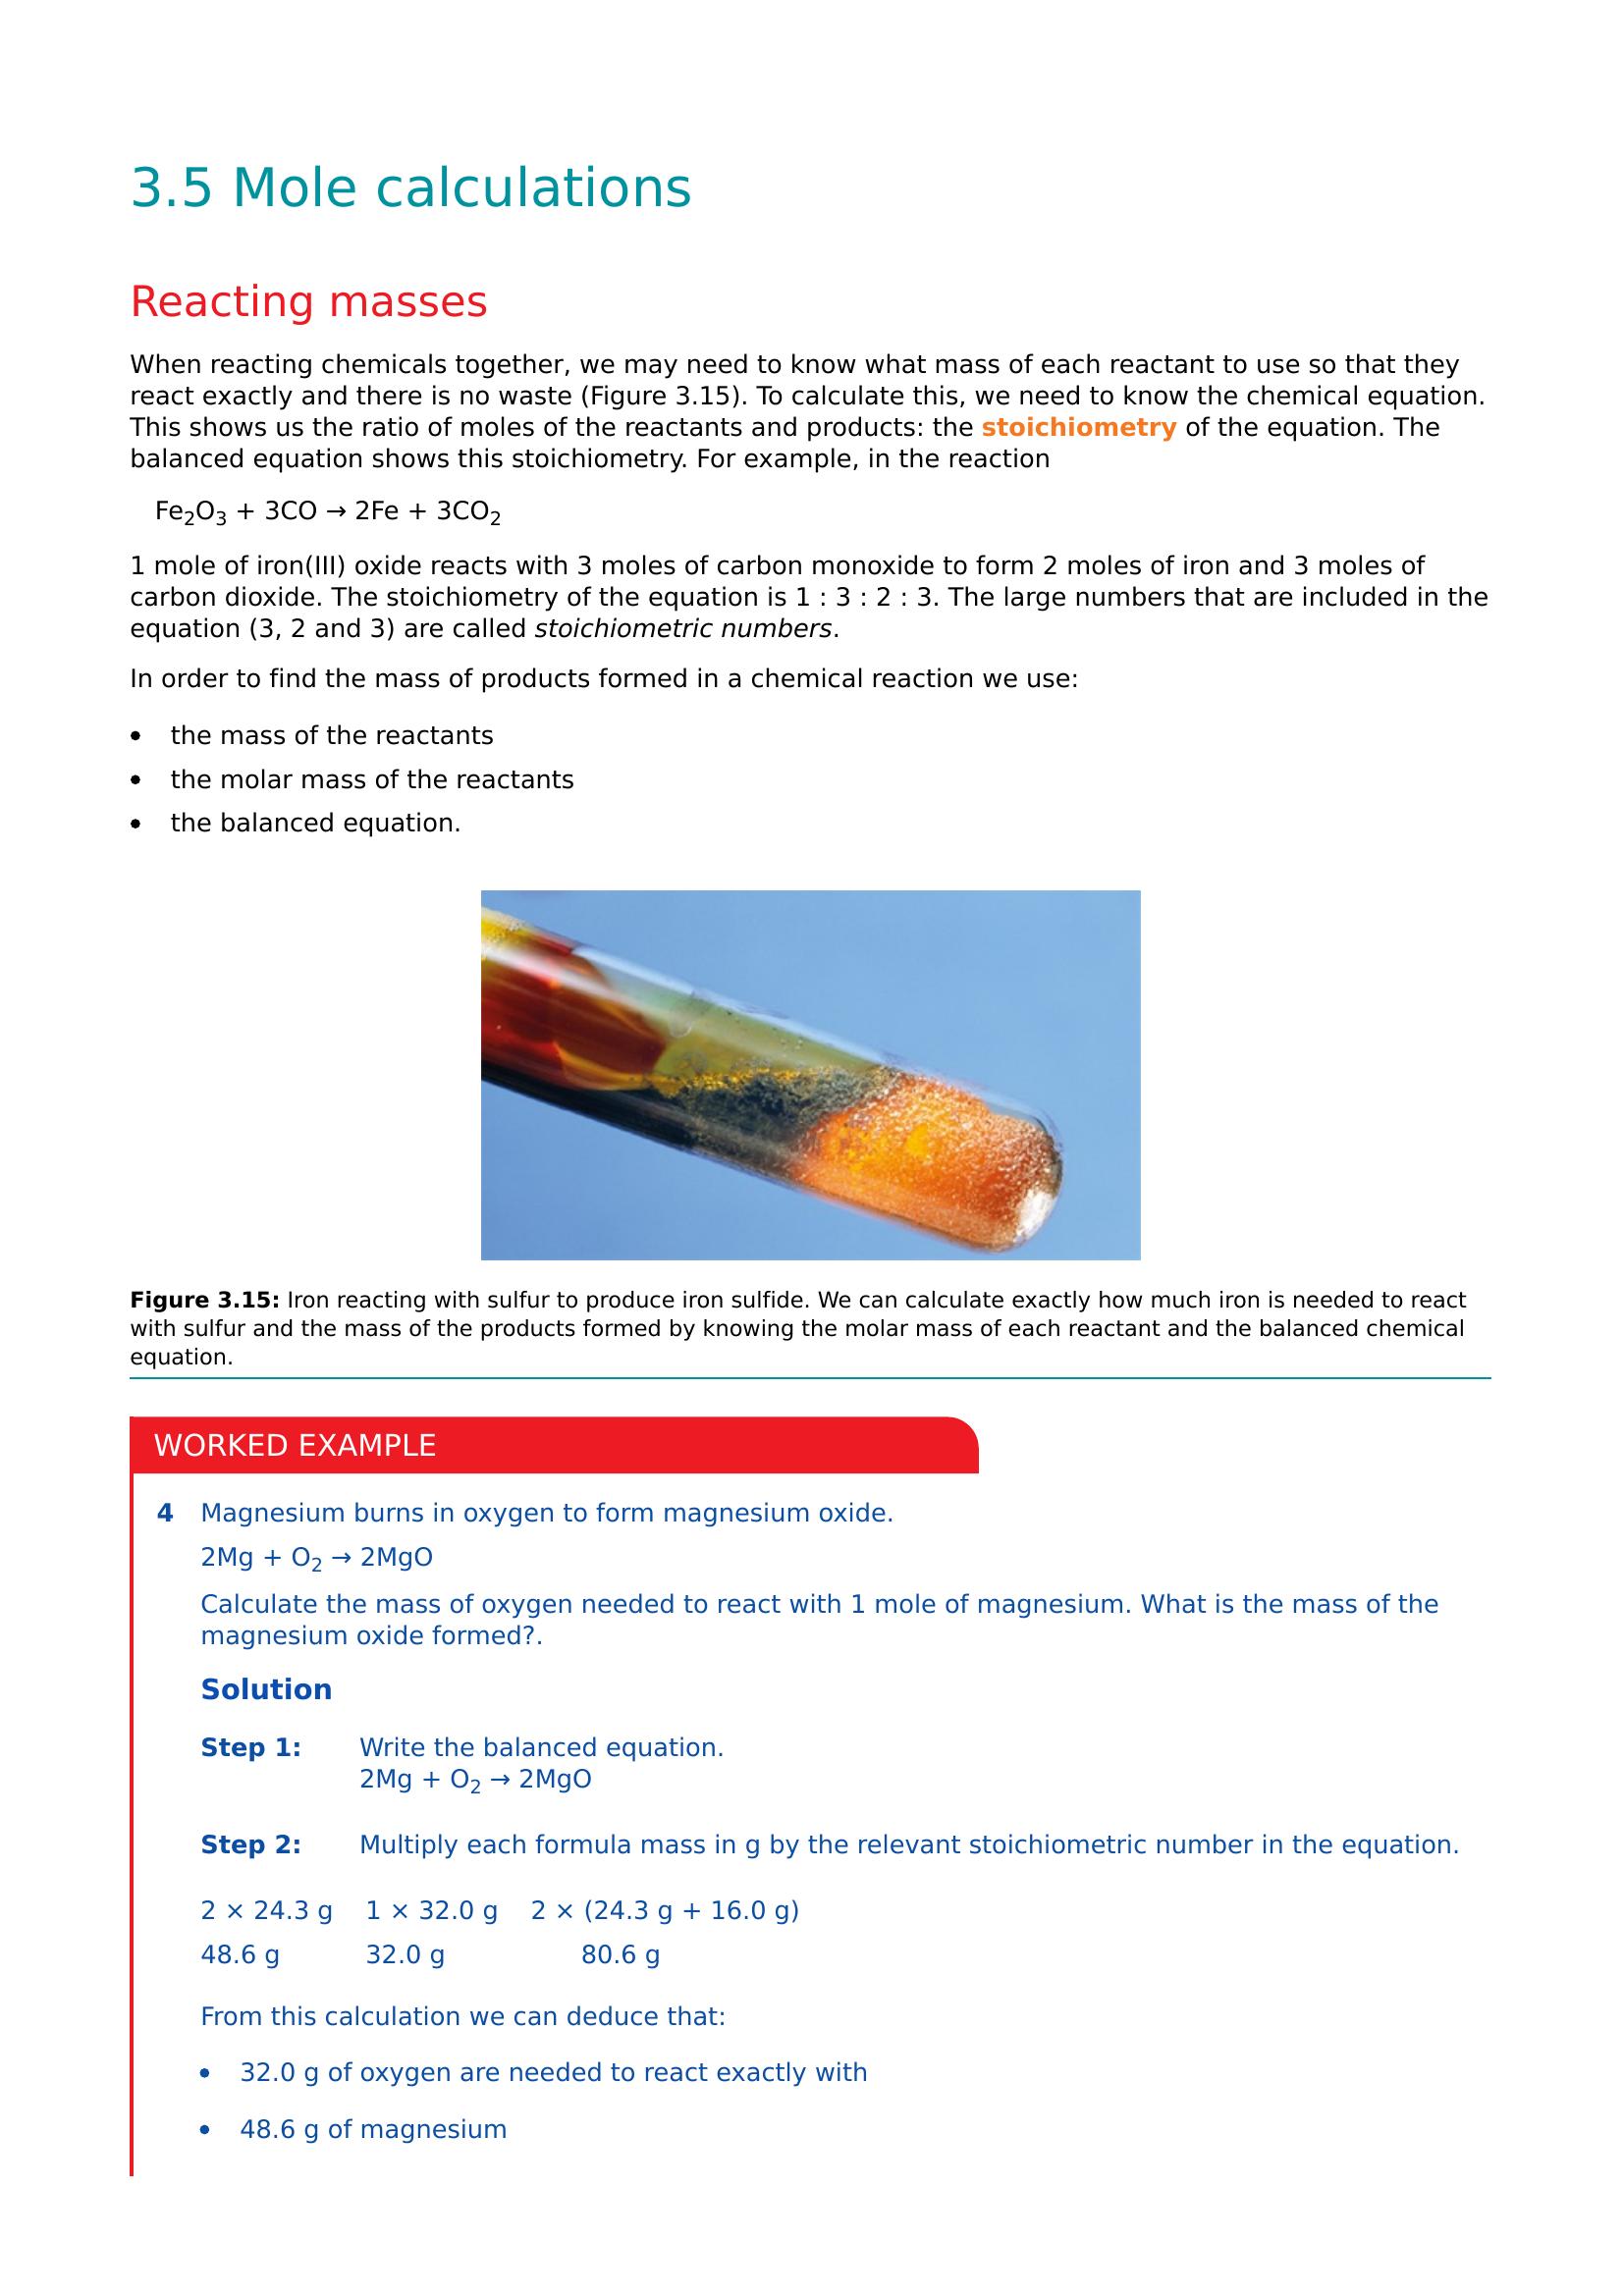 3.5 Mole calculations
Reacting masses
When reacting chemicals together, we may need to know what mass of each reactant to use so that they
react exactly and there is no waste (Figure 3.15). To calculate this, we need to know the chemical equation.
This shows us the ratio of moles of the reactants and products: the stoichiometry of the equation. The
balanced equation shows this stoichiometry. For example, in the reaction
Fe₂O₃ + 3CO → 2Fe + 3CO₂
1 mole of iron(III) oxide reacts with 3 moles of carbon monoxide to form 2 moles of iron and 3 moles of
carbon dioxide. The stoichiometry of the equation is 1 : 3 : 2 : 3. The large numbers that are included in the
equation (3, 2 and 3) are called stoichiometric numbers.
In order to find the mass of products formed in a chemical reaction we use:
• the mass of the reactants
• the molar mass of the reactants
• the balanced equation.
Figure 3.15: Iron reacting with sulfur to produce iron sulfide. We can calculate exactly how much iron is needed to react
with sulfur and the mass of the products formed by knowing the molar mass of each reactant and the balanced chemical
equation.
WORKED EXAMPLE
4 Magnesium burns in oxygen to form magnesium oxide.
2Mg + O₂ → 2MgO
Calculate the mass of oxygen needed to react with 1 mole of magnesium. What is the mass of the
magnesium oxide formed?.
Solution
Step 1: Write the balanced equation.
2Mg + O₂ → 2MgO
Step 2: Multiply each formula mass in g by the relevant stoichiometric number in the equation.
2 × 24.3 g 1 × 32.0 g 2 × (24.3 g + 16.0 g)
48.6 g 32.0 g 80.6 g
From this calculation we can deduce that:
• 32.0 g of oxygen are needed to react exactly with
• 48.6 g of magnesium